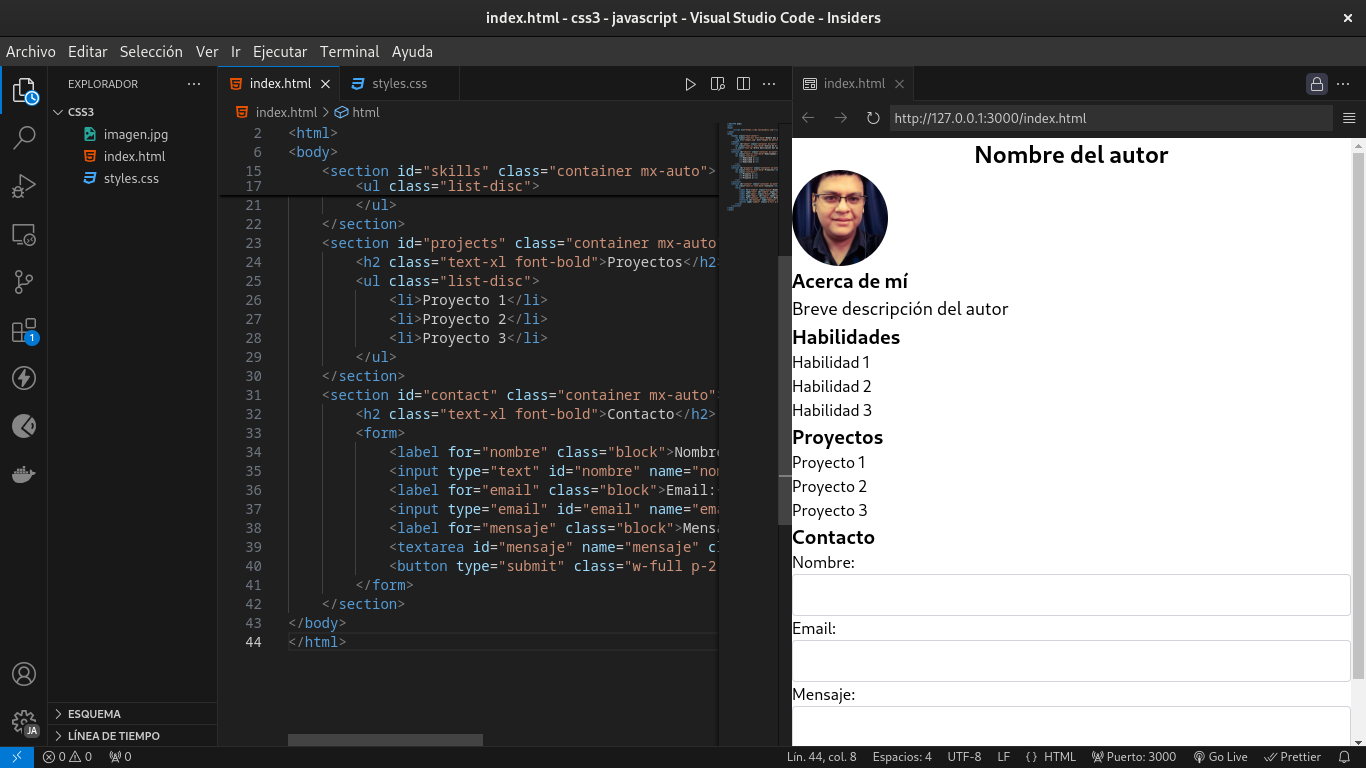 index.html - css3 - javascript - Visual Studio Code - Insiders
Archivo Editar Selección Ver Ir Ejecutar Terminal Ayuda
EXPLORADOR
CSS3
imagen.jpg
index.html
styles.css
1
JA
ESQUEMA
LÍNEA DE TIEMPO
index.html styles.css
index.html > html
2 <html>
6 <body>
15 <section id="skills" class="container mx-auto">
17 <ul class="list-disc">
21 </ul>
22 </section>
23 <section id="projects" class="container mx-auto
24 <h2 class="text-xl font-bold">Proyectos</h2
25 <ul class="list-disc">
26 <li>Proyecto 1</li>
27 <li>Proyecto 2</li>
28 <li>Proyecto 3</li>
29 </ul>
30 </section>
31 <section id="contact" class="container mx-auto"
32 <h2 class="text-xl font-bold">Contacto</h2>
33 <form>
34 <label for="nombre" class="block">Nombre
35 <input type="text" id="nombre" name="nom
36 <label for="email" class="block">Email:
37 <input type="email" id="email" name="ema
38 <label for="mensaje" class="block">Mensa
39 <textarea id="mensaje" name="mensaje" cl
40 <button type="submit" class="w-full p-2
41 </form>
42 </section>
43 </body>
44 </html>
index.html
http://127.0.0.1:3000/index.html
Nombre del autor
Acerca de mí
Breve descripción del autor
Habilidades
Habilidad 1
Habilidad 2
Habilidad 3
Proyectos
Proyecto 1
Proyecto 2
Proyecto 3
Contacto
Nombre:
Email:
Mensaje:
0 0 0 Lín. 44, col. 8 Espacios: 4 UTF-8 LF { } HTML Puerto: 3000 Go Live Prettier